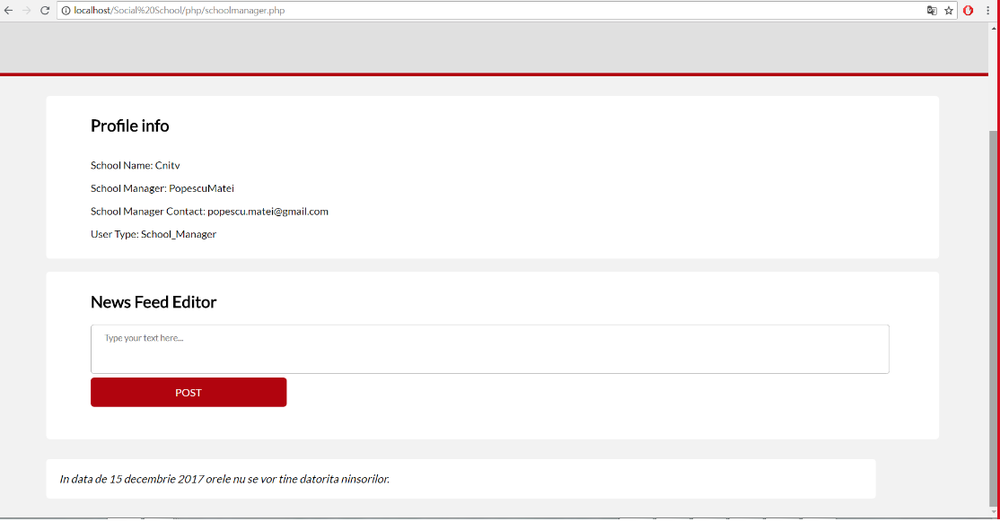 localhost/Social%20School/php/schoolmanager.php
Profile info
School Name: Cnitv
School Manager: PopescuMatei
School Manager Contact: popescu.matei@gmail.com
User Type: School_Manager
News Feed Editor
Type your text here...
POST
In data de 15 decembrie 2017 orele nu se vor tine datorita ninsorilor.